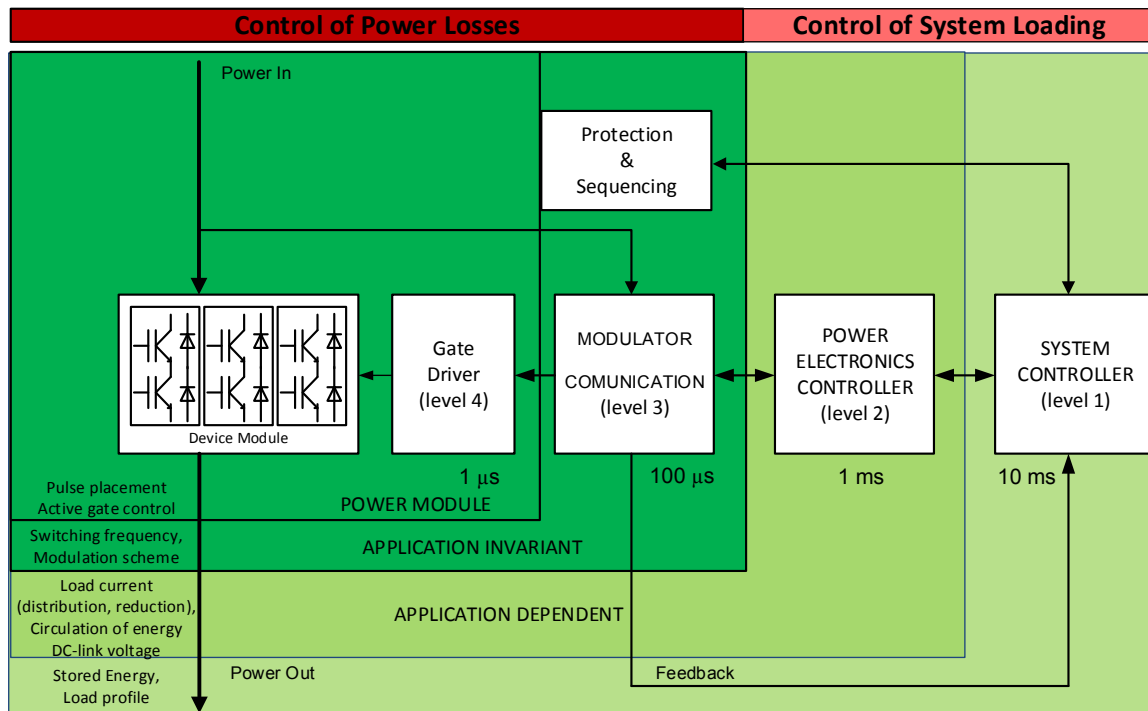 Control of Power Losses
Control of System Loading
Power In
Protection
&
Sequencing
Device Module
Gate
Driver
(level 4)
MODULATOR
COMUNICATION
(level 3)
POWER
ELECTRONICS
CONTROLLER
(level 2)
SYSTEM
CONTROLLER
(level 1)
1 μs
100 μs
1 ms
10 ms
Pulse placement
Active gate control
POWER MODULE
Switching frequency,
Modulation scheme
APPLICATION INVARIANT
Load current
(distribution, reduction),
Circulation of energy
DC-link voltage
APPLICATION DEPENDENT
Stored Energy,
Load profile
Power Out
Feedback